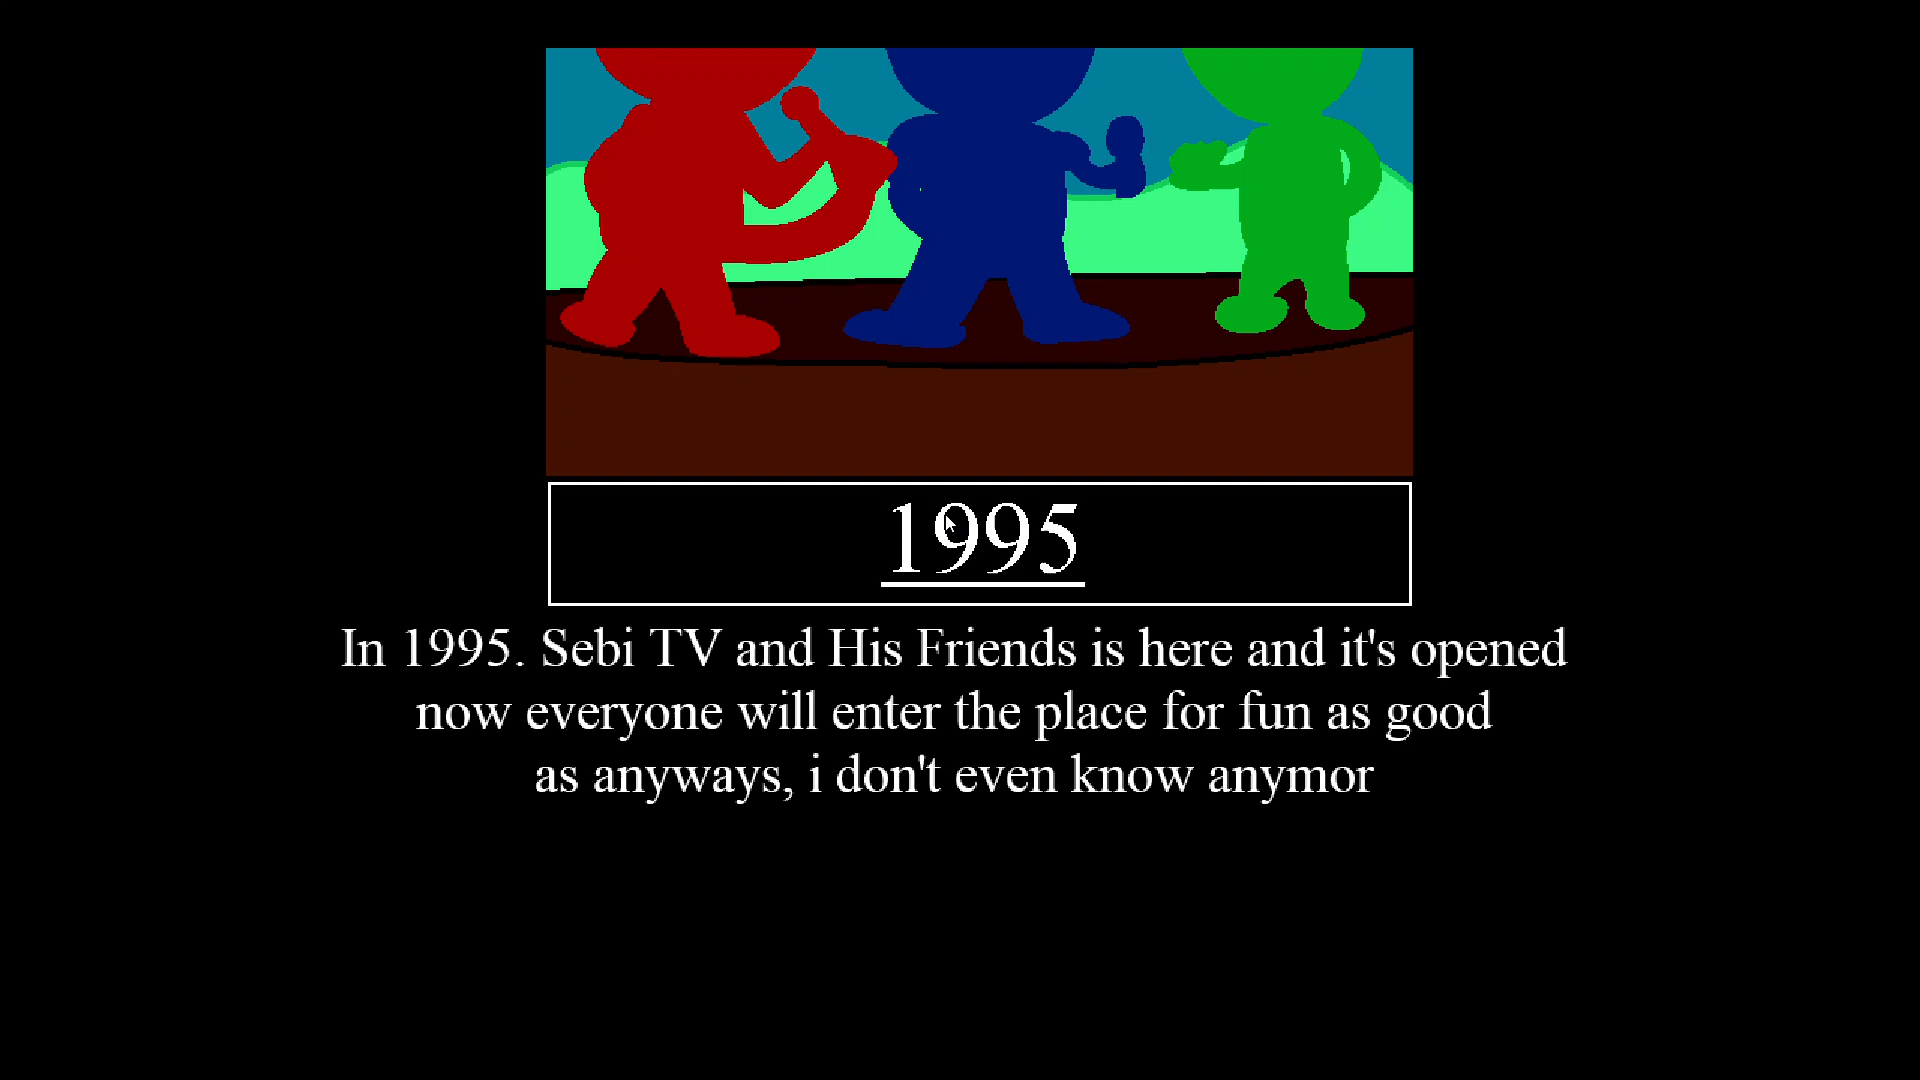 1995
In 1995. Sebi TV and His Friends is here and it's opened
now everyone will enter the place for fun as good
as anyways, i don't even know anymor